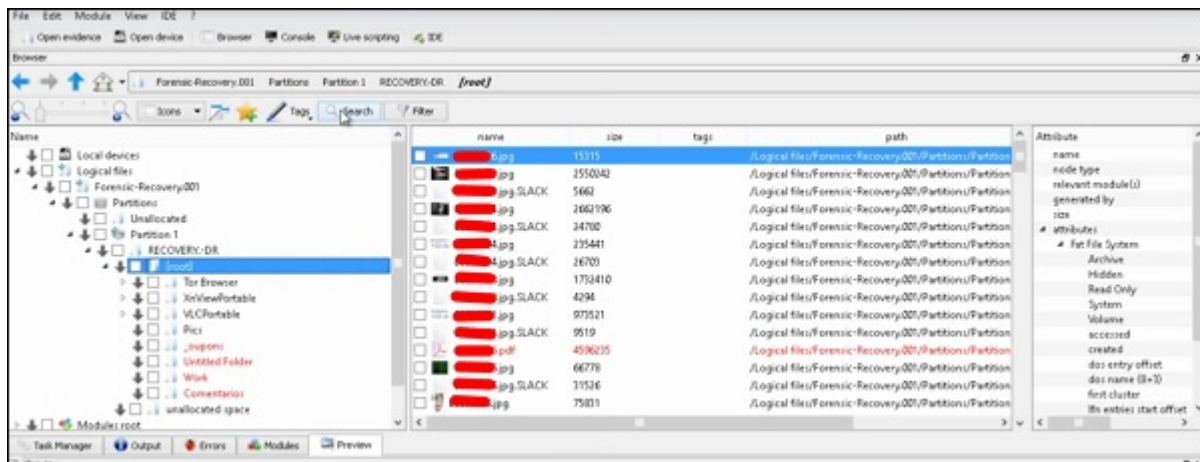 File Edit Module View IDE ?
Open evidence Open device Browser Console Live scripting IDE
Browser
Forensic-Recovery.001 Partitions Partition 1 RECOVERY-DR [root]
Icons Tags Search Filter
Name
Local devices
Logical files
Forensic-Recovery.001
Partitions
Unallocated
Partition 1
RECOVERY-DR
[root]
Tor Browser
XnViewPortable
VLCPortable
Pics
_oupons
Untitled Folder
Work
Comentarios
unallocated space
Modules root
name size tags path
6.jpg 15315 /Logical files/Forensic-Recovery.001/Partitions/Partition
.jpg 2550242 /Logical files/Forensic-Recovery.001/Partitions/Partition
.jpg.SLACK 5662 /Logical files/Forensic-Recovery.001/Partitions/Partition
.jpg 2662196 /Logical files/Forensic-Recovery.001/Partitions/Partition
.jpg.SLACK 34780 /Logical files/Forensic-Recovery.001/Partitions/Partition
4.jpg 235441 /Logical files/Forensic-Recovery.001/Partitions/Partition
4.jpg.SLACK 26703 /Logical files/Forensic-Recovery.001/Partitions/Partition
.jpg 1732410 /Logical files/Forensic-Recovery.001/Partitions/Partition
.jpg.SLACK 4294 /Logical files/Forensic-Recovery.001/Partitions/Partition
.jpg 973521 /Logical files/Forensic-Recovery.001/Partitions/Partition
.jpg.SLACK 9519 /Logical files/Forensic-Recovery.001/Partitions/Partition
.pdf 4596235 /Logical files/Forensic-Recovery.001/Partitions/Partition
.jpg 66778 /Logical files/Forensic-Recovery.001/Partitions/Partition
.jpg.SLACK 31526 /Logical files/Forensic-Recovery.001/Partitions/Partition
.jpg 75031 /Logical files/Forensic-Recovery.001/Partitions/Partition
Attribute
name
node type
relevant module(s)
generated by
size
attributes
Fat File System
Archive
Hidden
Read Only
System
Volume
accessed
created
dos entry offset
dos name (8+3)
first cluster
lfn entries start offset
Task Manager Output Errors Modules Preview